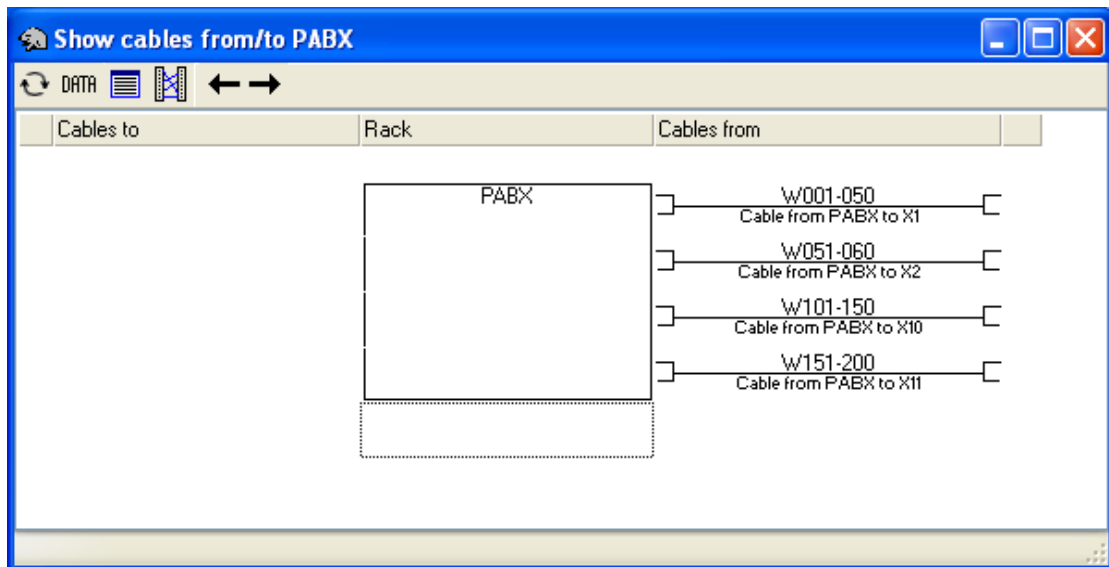 Show cables from/to PABX
DATA
Cables to Rack Cables from
PABX
W001-050
Cable from PABX to X1
W051-060
Cable from PABX to X2
W101-150
Cable from PABX to X10
W151-200
Cable from PABX to X11